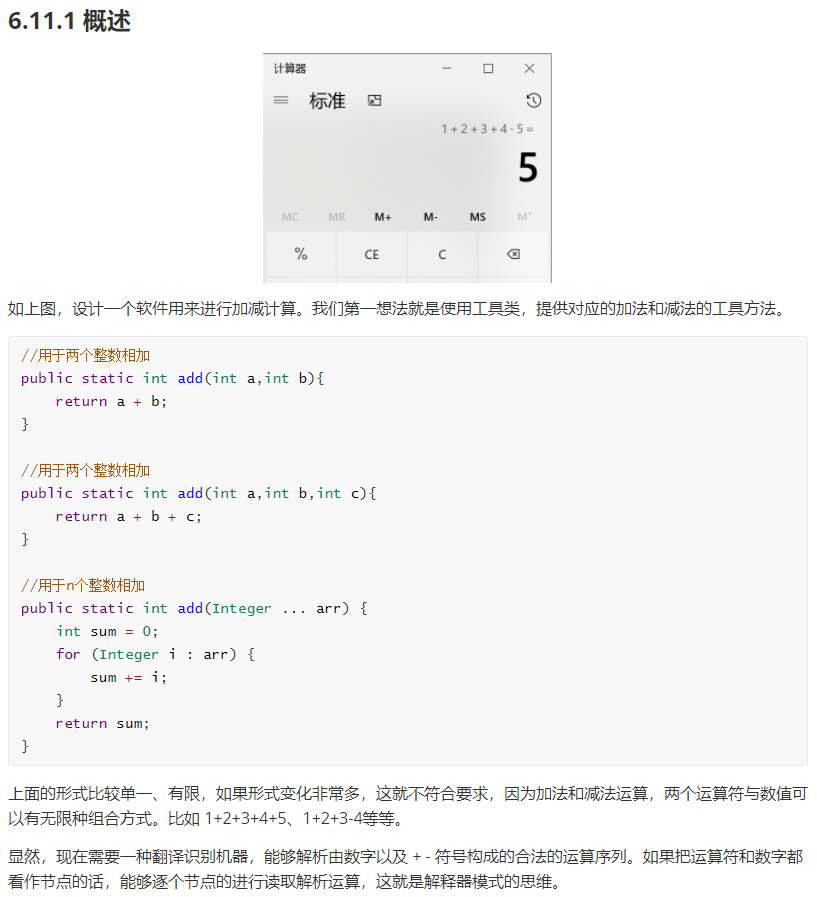 6.11.1 概述
计算器
标准
1 + 2 + 3 + 4 - 5 =
5
MC MR M+ M- MS M˅
% CE C
如上图，设计一个软件用来进行加减计算。我们第一想法就是使用工具类，提供对应的加法和减法的工具方法。
//用于两个整数相加
public static int add(int a,int b){
    return a + b;
}
//用于两个整数相加
public static int add(int a,int b,int c){
    return a + b + c;
}
//用于n个整数相加
public static int add(Integer ... arr) {
    int sum = 0;
    for (Integer i : arr) {
        sum += i;
    }
    return sum;
}
上面的形式比较单一、有限，如果形式变化非常多，这就不符合要求，因为加法和减法运算，两个运算符与数值可
以有无限种组合方式。比如 1+2+3+4+5、1+2+3-4等等。
显然，现在需要一种翻译识别机器，能够解析由数字以及 + - 符号构成的合法的运算序列。如果把运算符和数字都
看作节点的话，能够逐个节点的进行读取解析运算，这就是解释器模式的思维。